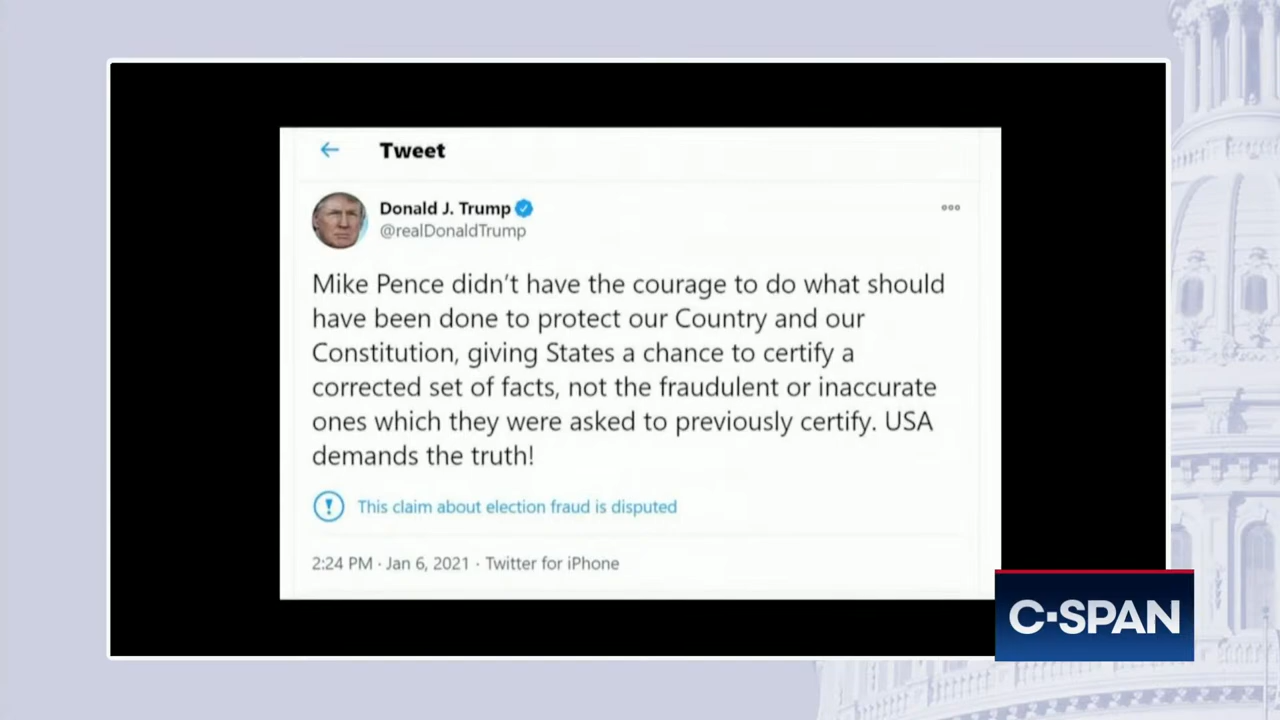 Tweet
Donald J. Trump
@realDonaldTrump
Mike Pence didn't have the courage to do what should
have been done to protect our Country and our
Constitution, giving States a chance to certify a
corrected set of facts, not the fraudulent or inaccurate
ones which they were asked to previously certify. USA
demands the truth!
This claim about election fraud is disputed
2:24 PM · Jan 6, 2021 · Twitter for iPhone
C-SPAN